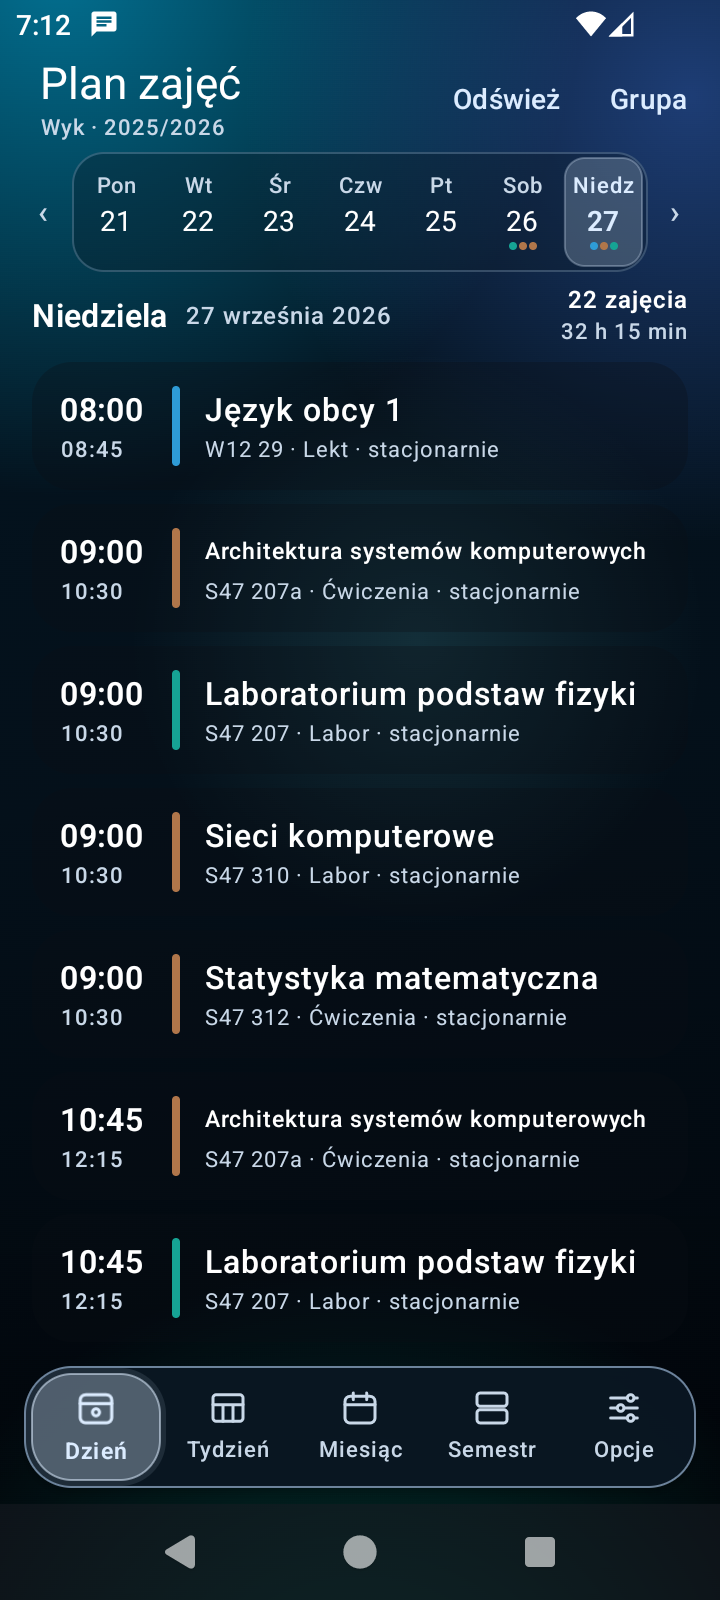 7:12
Plan zajęć
Wyk · 2025/2026
Odśwież
Grupa
Pon Wt Śr Czw Pt Sob Niedz
21 22 23 24 25 26 27
Niedziela 27 września 2026
22 zajęcia
32 h 15 min
08:00 Język obcy 1
08:45 W12 29 · Lekt · stacjonarnie
09:00 Architektura systemów komputerowych
10:30 S47 207a · Ćwiczenia · stacjonarnie
09:00 Laboratorium podstaw fizyki
10:30 S47 207 · Labor · stacjonarnie
09:00 Sieci komputerowe
10:30 S47 310 · Labor · stacjonarnie
09:00 Statystyka matematyczna
10:30 S47 312 · Ćwiczenia · stacjonarnie
10:45 Architektura systemów komputerowych
12:15 S47 207a · Ćwiczenia · stacjonarnie
10:45 Laboratorium podstaw fizyki
12:15 S47 207 · Labor · stacjonarnie
Dzień Tydzień Miesiąc Semestr Opcje